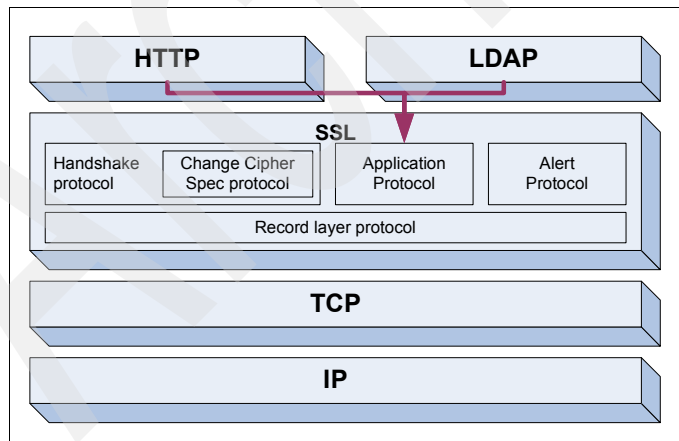 HTTP
LDAP
SSL
Handshake
protocol
Change Cipher
Spec protocol
Application
Protocol
Alert
Protocol
Record layer protocol
TCP
IP